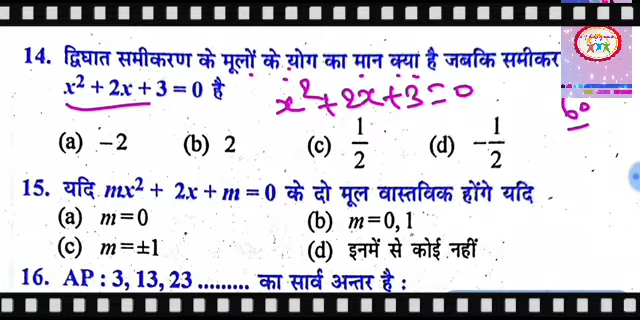 14. द्विघात समीकरण के मूलों के योग का मान क्या है जबकि समीकर
x² + 2x + 3 = 0 है
x² + 2x + 3 = 0
(a) −2 (b) 2 (c) 1/2 (d) −1/2
15. यदि mx² + 2x + m = 0 के दो मूल वास्तविक होंगे यदि
(a) m = 0 (b) m = 0, 1
(c) m = ±1 (d) इनमें से कोई नहीं
16. AP : 3, 13, 23 ......... का सार्व अन्तर है :